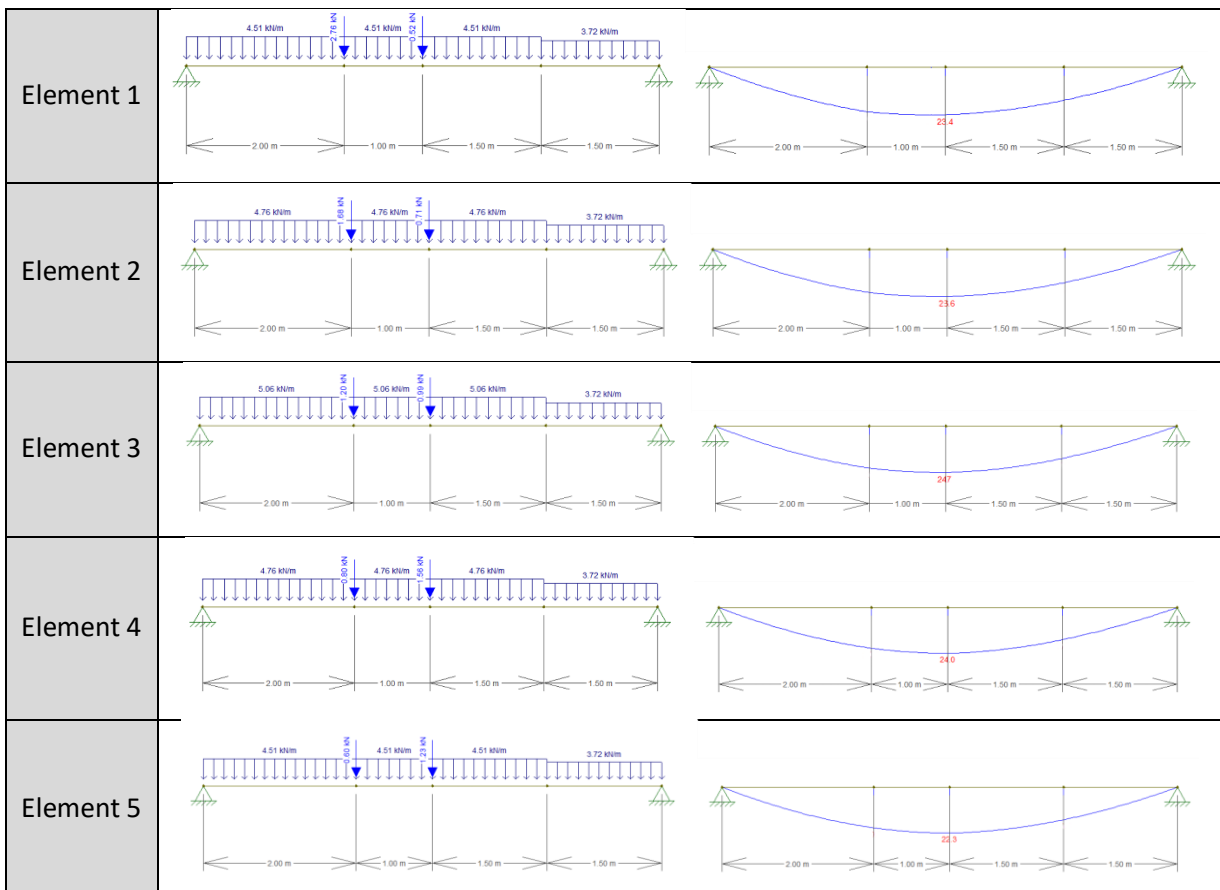 Element 1
4.51 kN/m 2.76 kN 4.51 kN/m 0.52 kN 4.51 kN/m 3.72 kN/m
2.00 m 1.00 m 1.50 m 1.50 m
23.4
2.00 m 1.00 m 1.50 m 1.50 m
Element 2
4.76 kN/m 1.68 kN 4.76 kN/m 0.71 kN 4.76 kN/m 3.72 kN/m
2.00 m 1.00 m 1.50 m 1.50 m
23.6
2.00 m 1.00 m 1.50 m 1.50 m
Element 3
5.06 kN/m 1.20 kN 5.06 kN/m 0.99 kN 5.06 kN/m 3.72 kN/m
2.00 m 1.00 m 1.50 m 1.50 m
24.7
2.00 m 1.00 m 1.50 m 1.50 m
Element 4
4.76 kN/m 0.80 kN 4.76 kN/m 1.56 kN 4.76 kN/m 3.72 kN/m
2.00 m 1.00 m 1.50 m 1.50 m
24.0
2.00 m 1.00 m 1.50 m 1.50 m
Element 5
4.51 kN/m 0.60 kN 4.51 kN/m 1.23 kN 4.51 kN/m 3.72 kN/m
2.00 m 1.00 m 1.50 m 1.50 m
22.3
2.00 m 1.00 m 1.50 m 1.50 m